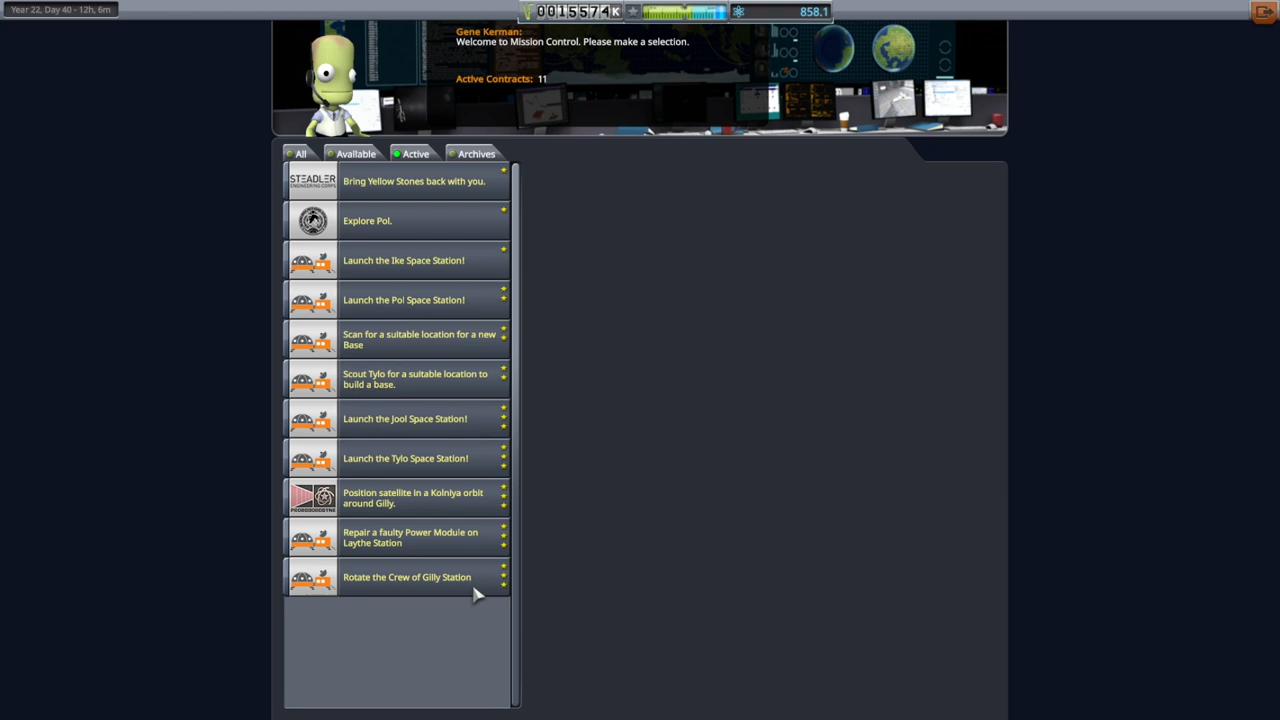 Year 22, Day 40 - 12h, 6m
0015574K
858.1
Gene Kerman:
Welcome to Mission Control. Please make a selection.
Active Contracts: 11
All
Available
Active
Archives
STEADLER
ENGINEERING CORPS
Bring Yellow Stones back with you.
Explore Pol.
Launch the Ike Space Station!
Launch the Pol Space Station!
Scan for a suitable location for a new
Base
Scout Tylo for a suitable location to
build a base.
Launch the Jool Space Station!
Launch the Tylo Space Station!
PROBODOBODYNE
Position satellite in a Kolniya orbit
around Gilly.
Repair a faulty Power Module on
Laythe Station
Rotate the Crew of Gilly Station